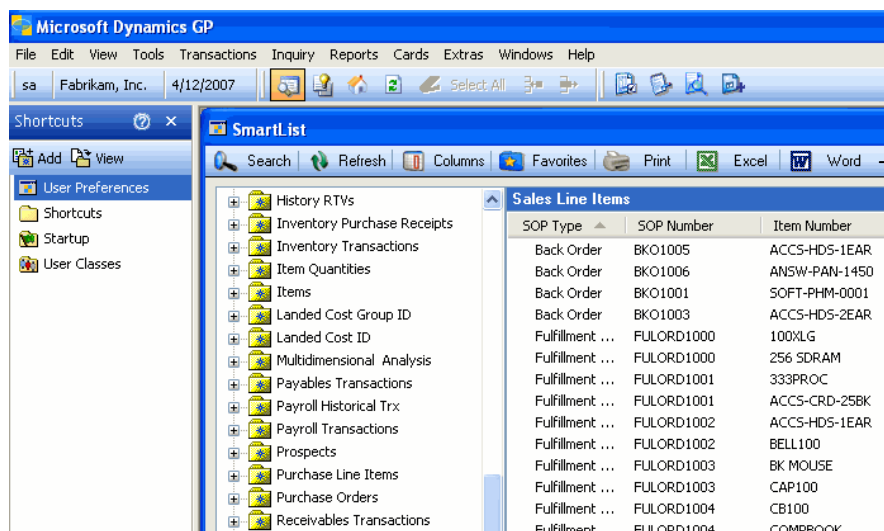 Microsoft Dynamics GP
File Edit View Tools Transactions Inquiry Reports Cards Extras Windows Help
sa Fabrikam, Inc. 4/12/2007 Select All
Shortcuts
Add View
User Preferences
Shortcuts
Startup
User Classes
SmartList
Search Refresh Columns Favorites Print Excel Word
History RTVs
Inventory Purchase Receipts
Inventory Transactions
Item Quantities
Items
Landed Cost Group ID
Landed Cost ID
Multidimensional Analysis
Payables Transactions
Payroll Historical Trx
Payroll Transactions
Prospects
Purchase Line Items
Purchase Orders
Receivables Transactions
Sales Line Items
SOP Type SOP Number Item Number
Back Order BKO1005 ACCS-HDS-1EAR
Back Order BKO1006 ANSW-PAN-1450
Back Order BKO1001 SOFT-PHM-0001
Back Order BKO1003 ACCS-HDS-2EAR
Fulfillment ... FULORD1000 100XLG
Fulfillment ... FULORD1000 256 SDRAM
Fulfillment ... FULORD1001 333PROC
Fulfillment ... FULORD1001 ACCS-CRD-25BK
Fulfillment ... FULORD1002 ACCS-HDS-1EAR
Fulfillment ... FULORD1002 BELL100
Fulfillment ... FULORD1003 BK MOUSE
Fulfillment ... FULORD1003 CAP100
Fulfillment ... FULORD1004 CB100
Fulfillment ... FULORD1004 COMPBOOK